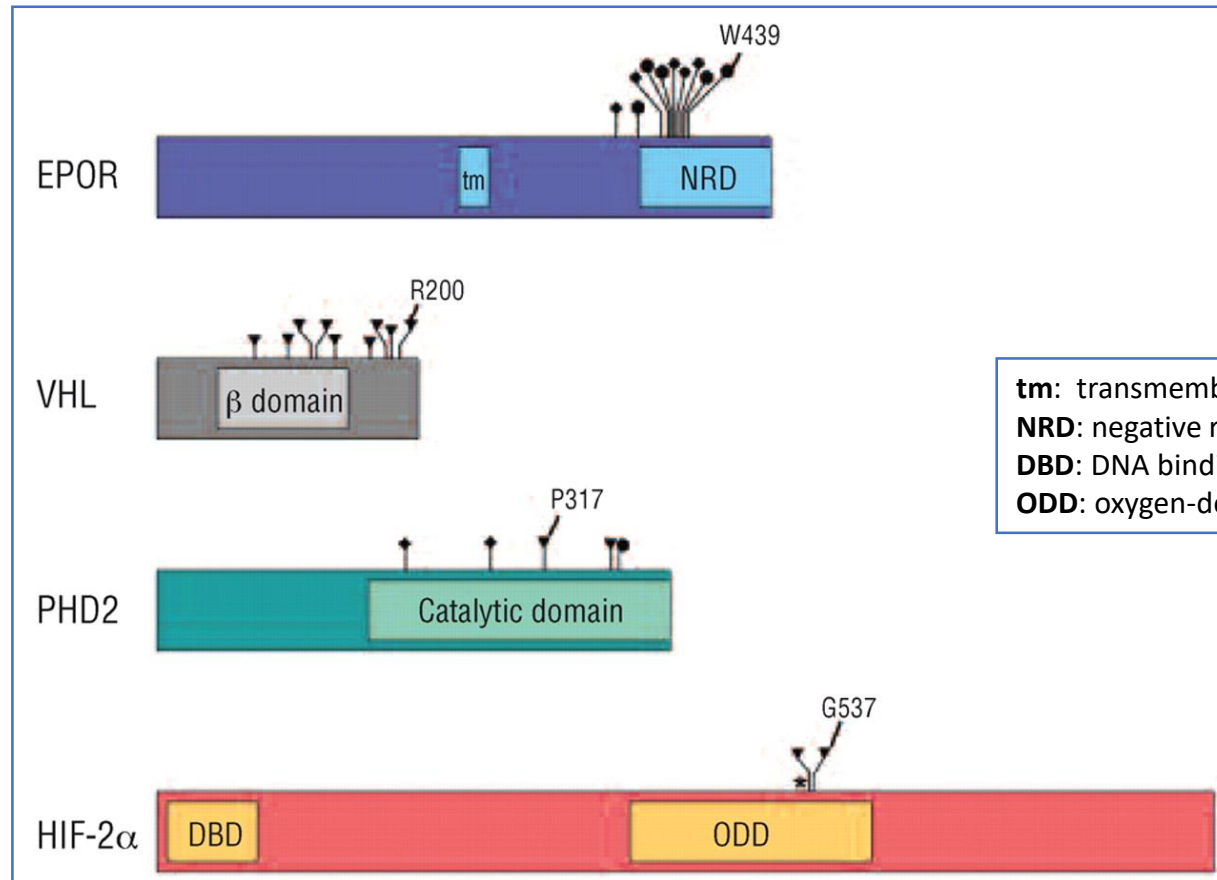 W439
EPOR
tm
NRD
R200
VHL
β domain
tm: transmemb
NRD: negative r
DBD: DNA bind
ODD: oxygen-de
P317
PHD2
Catalytic domain
G537
HIF-2α
DBD
ODD